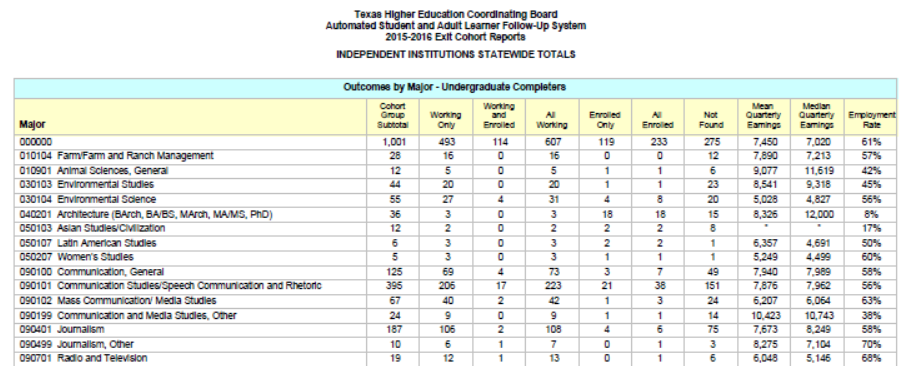 Texas Higher Education Coordinating Board
Automated Student and Adult Learner Follow-Up System
2015-2016 Exit Cohort Reports
INDEPENDENT INSTITUTIONS STATEWIDE TOTALS
Outcomes by Major - Undergraduate Completers
Major Cohort Group Subtotal Working Only Working and Enrolled All Working Enrolled Only All Enrolled Not Found Mean Quarterly Earnings Median Quarterly Earnings Employment Rate
000000 1,001 493 114 607 119 233 275 7,450 7,020 61%
010104 Farm/Farm and Ranch Management 28 16 0 16 0 0 12 7,890 7,213 57%
010901 Animal Sciences, General 12 5 0 5 1 1 6 9,077 11,619 42%
030103 Environmental Studies 44 20 0 20 1 1 23 8,541 9,318 45%
030104 Environmental Science 55 27 4 31 4 8 20 5,028 4,827 56%
040201 Architecture (BArch, BA/BS, MArch, MA/MS, PhD) 36 3 0 3 18 18 15 8,326 12,000 8%
050103 Asian Studies/Civilization 12 2 0 2 2 2 8 * * 17%
050107 Latin American Studies 6 3 0 3 2 2 1 6,357 4,691 50%
050207 Women's Studies 5 3 0 3 1 1 1 5,249 4,499 60%
090100 Communication, General 125 69 4 73 3 7 49 7,940 7,989 58%
090101 Communication Studies/Speech Communication and Rhetoric 395 206 17 223 21 38 151 7,876 7,962 56%
090102 Mass Communication/ Media Studies 67 40 2 42 1 3 24 6,207 6,064 63%
090199 Communication and Media Studies, Other 24 9 0 9 1 1 14 10,423 10,743 38%
090401 Journalism 187 106 2 108 4 6 75 7,673 8,249 58%
090499 Journalism, Other 10 6 1 7 0 1 3 8,275 7,104 70%
090701 Radio and Television 19 12 1 13 0 1 6 6,048 5,146 68%